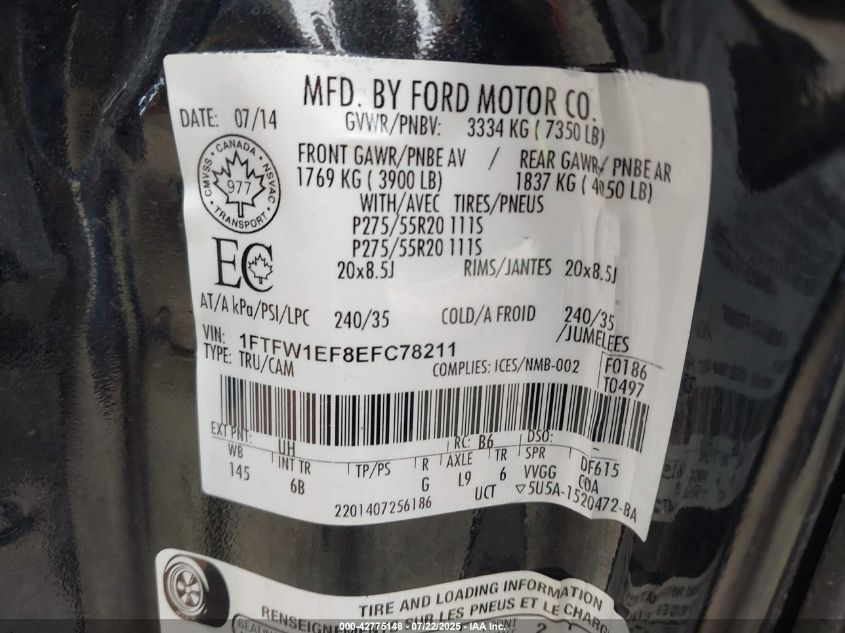 MFD. BY FORD MOTOR CO.
DATE: 07/14
GVWR/PNBV: 3334 KG ( 7350 LB)
FRONT GAWR/PNBE AV / REAR GAWR/ PNBE AR
1769 KG ( 3900 LB) 1837 KG ( 4050 LB)
CMVSS · CANADA · NSVAC
977
TRANSPORT
WITH/AVEC TIRES/PNEUS
P275/55R20 111S
P275/55R20 111S
EC
20x8.5J RIMS/JANTES 20x8.5J
AT/A kPa/PSI/LPC 240/35 COLD/A FROID 240/35
/JUMELEES
VIN: 1FTFW1EF8EFC78211
TYPE: TRU/CAM COMPLIES: ICES/NMB-002
F0186
T0497
EXT PNT: UH RC: B6 DSO:
WB INT TR TP/PS R AXLE TR SPR DF615
145 6B G L9 6 VVGG COA
2201407256186 UCT ▽5U5A-1520472-BA
TIRE AND LOADING INFORMATION
SUR LES PNEUS ET LE
2
000-42775148 - 07/22/2025 - IAA Inc.